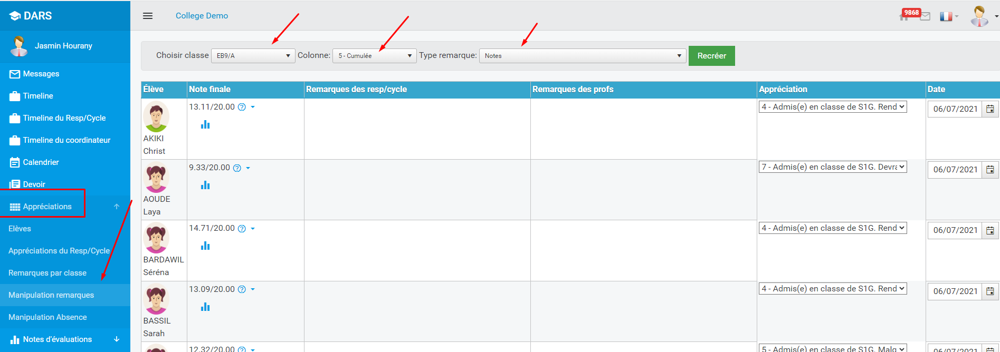 DARS
College Demo
9868
Jasmin Hourany
Choisir classe EB9/A Colonne: 5 - Cumulée Type remarque: Notes Recréer
Messages
Timeline
Timeline du Resp/Cycle
Timeline du coordinateur
Calendrier
Devoir
Appréciations
Elèves
Appréciations du Resp/Cycle
Remarques par classe
Manipulation remarques
Manipulation Absence
Notes d'évaluations
Élève Note finale Remarques des resp/cycle Remarques des profs Appréciation Date
13.11/20.00 4 - Admis(e) en classe de S1G. Rend 06/07/2021
AKIKI
Christ
9.33/20.00 7 - Admis(e) en classe de S1G. Devra 06/07/2021
AOUDE
Laya
14.71/20.00 4 - Admis(e) en classe de S1G. Rend 06/07/2021
BARDAWIL
Séréna
13.09/20.00 4 - Admis(e) en classe de S1G. Rend 06/07/2021
BASSIL
Sarah
12.32/20.00 5 - Admis(e) en classe de S1G. Malg 06/07/2021